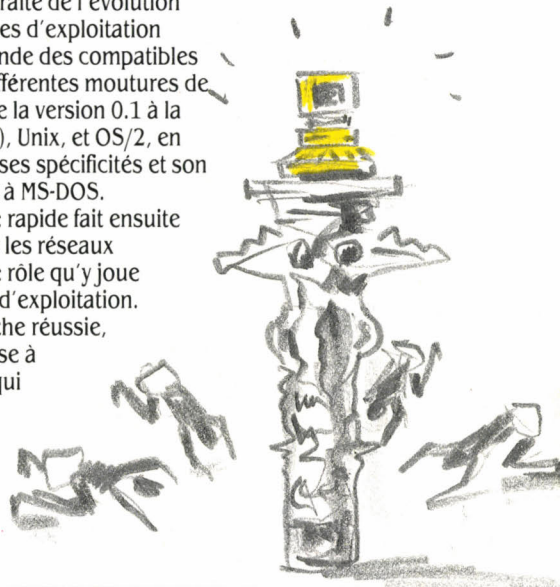 raite de l'évolution
es d'exploitation
nde des compatibles
fférentes moutures de
e la version 0.1 à la
), Unix, et OS/2, en
ses spécificités et son
à MS-DOS.
rapide fait ensuite
les réseaux
rôle qu'y joue
d'exploitation.
che réussie,
se à
qui